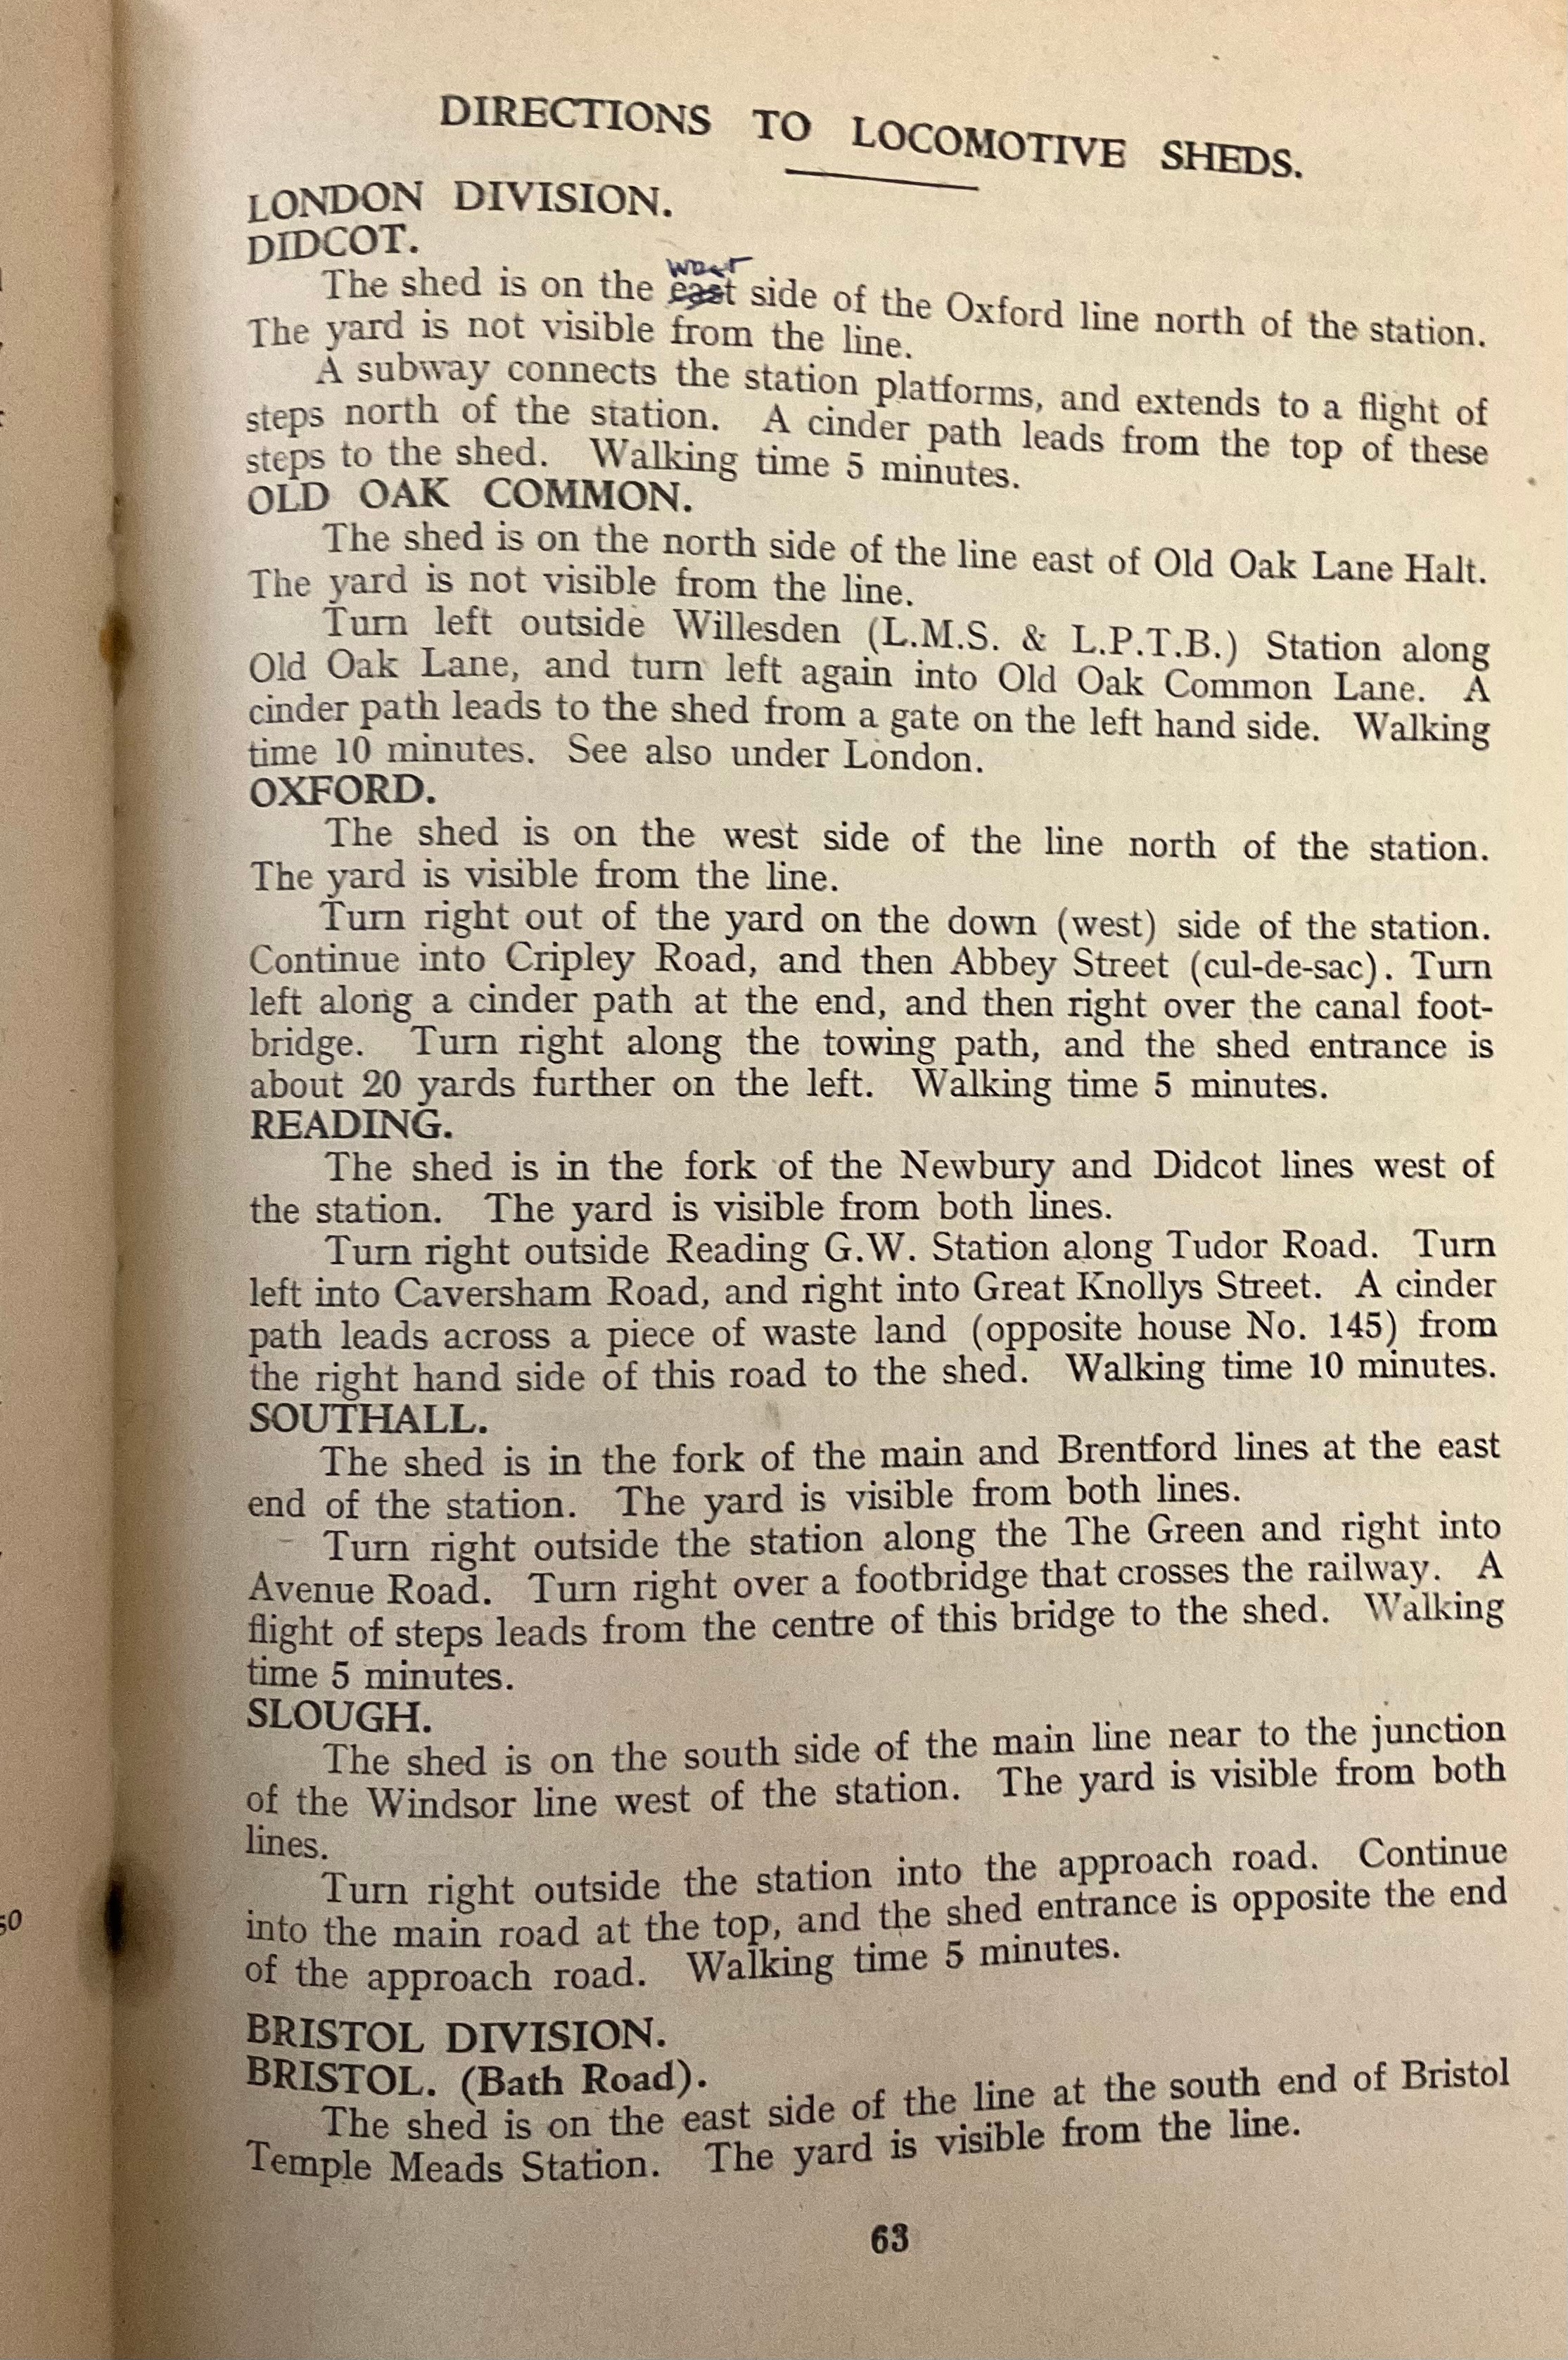 DIRECTIONS TO LOCOMOTIVE SHEDS.
LONDON DIVISION.
DIDCOT.
west
The shed is on the east side of the Oxford line north of the station.
The yard is not visible from the line.
A subway connects the station platforms, and extends to a flight of
steps north of the station. A cinder path leads from the top of these
steps to the shed. Walking time 5 minutes.
OLD OAK COMMON.
The shed is on the north side of the line east of Old Oak Lane Halt.
The yard is not visible from the line.
Turn left outside Willesden (L.M.S. & L.P.T.B.) Station along
Old Oak Lane, and turn left again into Old Oak Common Lane. A
cinder path leads to the shed from a gate on the left hand side. Walking
time 10 minutes. See also under London.
OXFORD.
The shed is on the west side of the line north of the station.
The yard is visible from the line.
Turn right out of the yard on the down (west) side of the station.
Continue into Cripley Road, and then Abbey Street (cul-de-sac). Turn
left along a cinder path at the end, and then right over the canal foot-
bridge. Turn right along the towing path, and the shed entrance is
about 20 yards further on the left. Walking time 5 minutes.
READING.
The shed is in the fork of the Newbury and Didcot lines west of
the station. The yard is visible from both lines.
Turn right outside Reading G.W. Station along Tudor Road. Turn
left into Caversham Road, and right into Great Knollys Street. A cinder
path leads across a piece of waste land (opposite house No. 145) from
the right hand side of this road to the shed. Walking time 10 minutes.
SOUTHALL.
The shed is in the fork of the main and Brentford lines at the east
end of the station. The yard is visible from both lines.
Turn right outside the station along the The Green and right into
Avenue Road. Turn right over a footbridge that crosses the railway. A
flight of steps leads from the centre of this bridge to the shed. Walking
time 5 minutes.
SLOUGH.
The shed is on the south side of the main line near to the junction
of the Windsor line west of the station. The yard is visible from both
lines.
Turn right outside the station into the approach road. Continue
into the main road at the top, and the shed entrance is opposite the end
of the approach road. Walking time 5 minutes.
BRISTOL DIVISION.
BRISTOL. (Bath Road).
The shed is on the east side of the line at the south end of Bristol
Temple Meads Station. The yard is visible from the line.
63